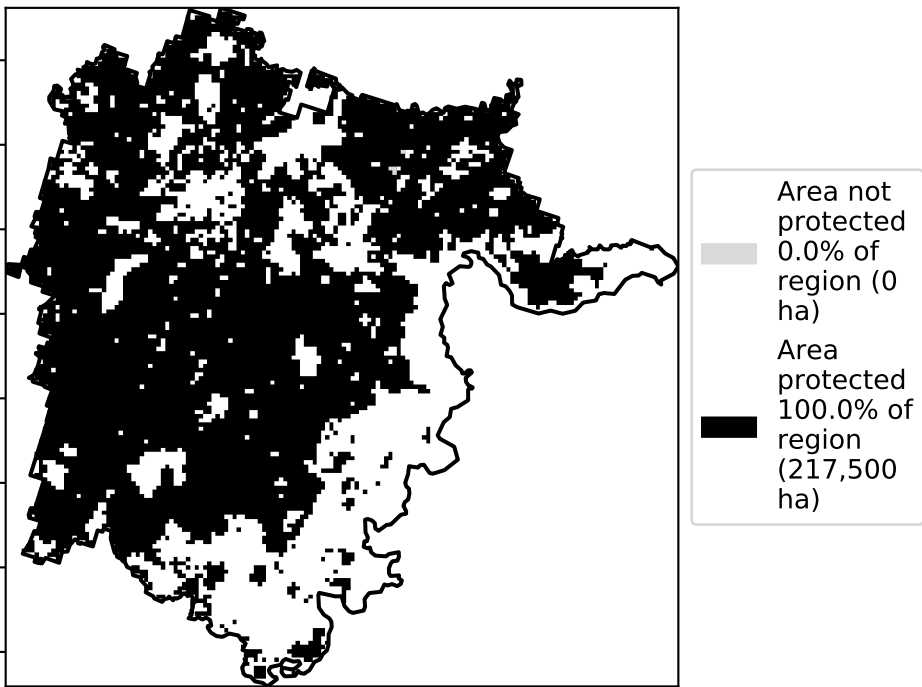 Area not
protected
0.0% of
region (0
ha)
Area
protected
100.0% of
region
(217,500
ha)